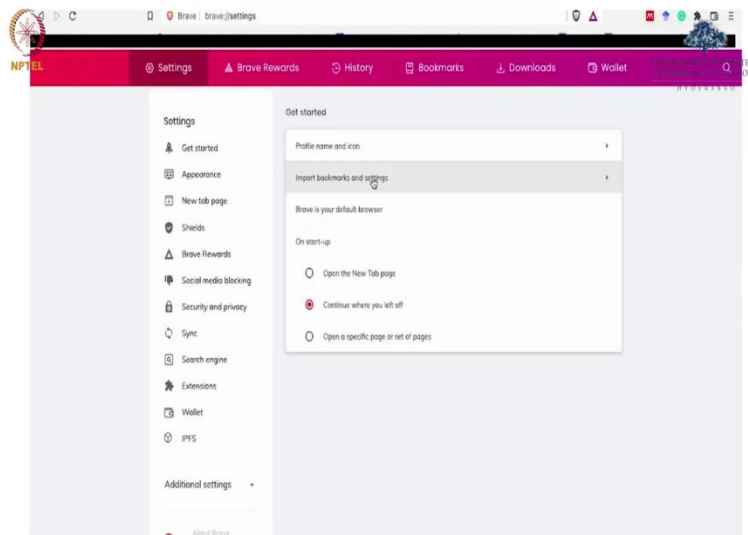 Brave | brave://settings
NPTEL
Settings Brave Rewards History Bookmarks Downloads Wallet
HYDERABAD
Settings
Get started
Appearance
New tab page
Shields
Brave Rewards
Social media blocking
Security and privacy
Sync
Search engine
Extensions
Wallet
IPFS
Additional settings
About Brave
Get started
Profile name and icon
Import bookmarks and settings
Brave is your default browser
On start-up
Open the New Tab page
Continue where you left off
Open a specific page or set of pages